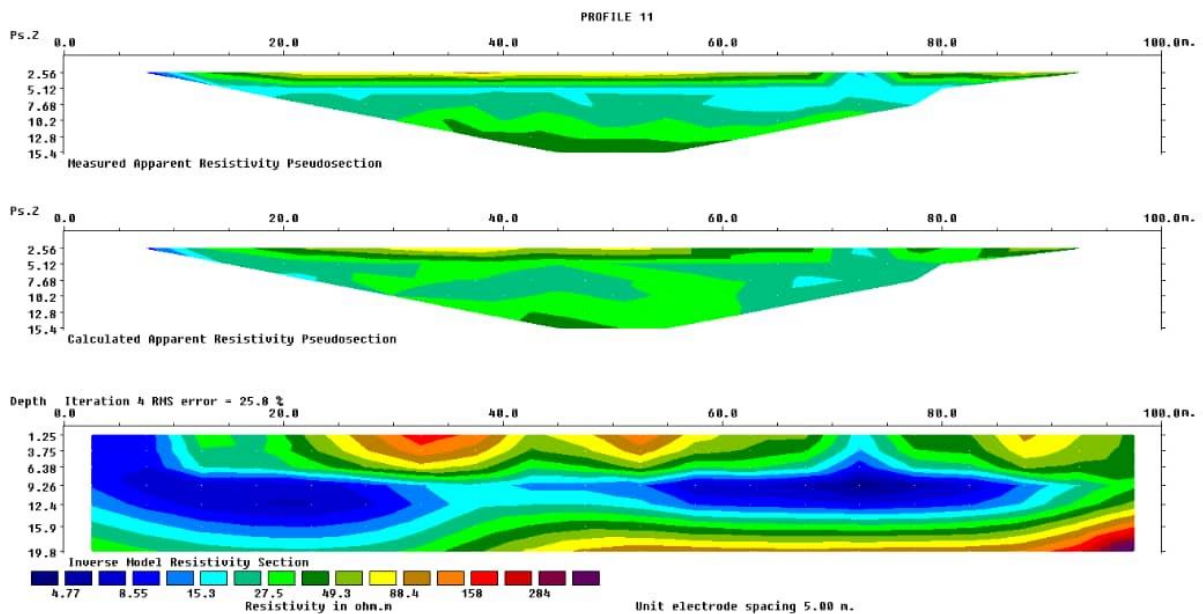 PROFILE 11
Ps.Z 0.0 20.0 40.0 60.0 80.0 100.0m.
2.56
5.12
7.68
10.2
12.8
15.4
Measured Apparent Resistivity Pseudosection
Ps.Z 0.0 20.0 40.0 60.0 80.0 100.0m.
2.56
5.12
7.68
10.2
12.8
15.4
Calculated Apparent Resistivity Pseudosection
Depth Iteration 4 RMS error = 25.8 %
0.0 20.0 40.0 60.0 80.0 100.0m.
1.25
3.75
6.38
9.26
12.4
15.9
19.8
Inverse Model Resistivity Section
4.77 8.55 15.3 27.5 49.3 88.4 158 284
Resistivity in ohm.m Unit electrode spacing 5.00 m.